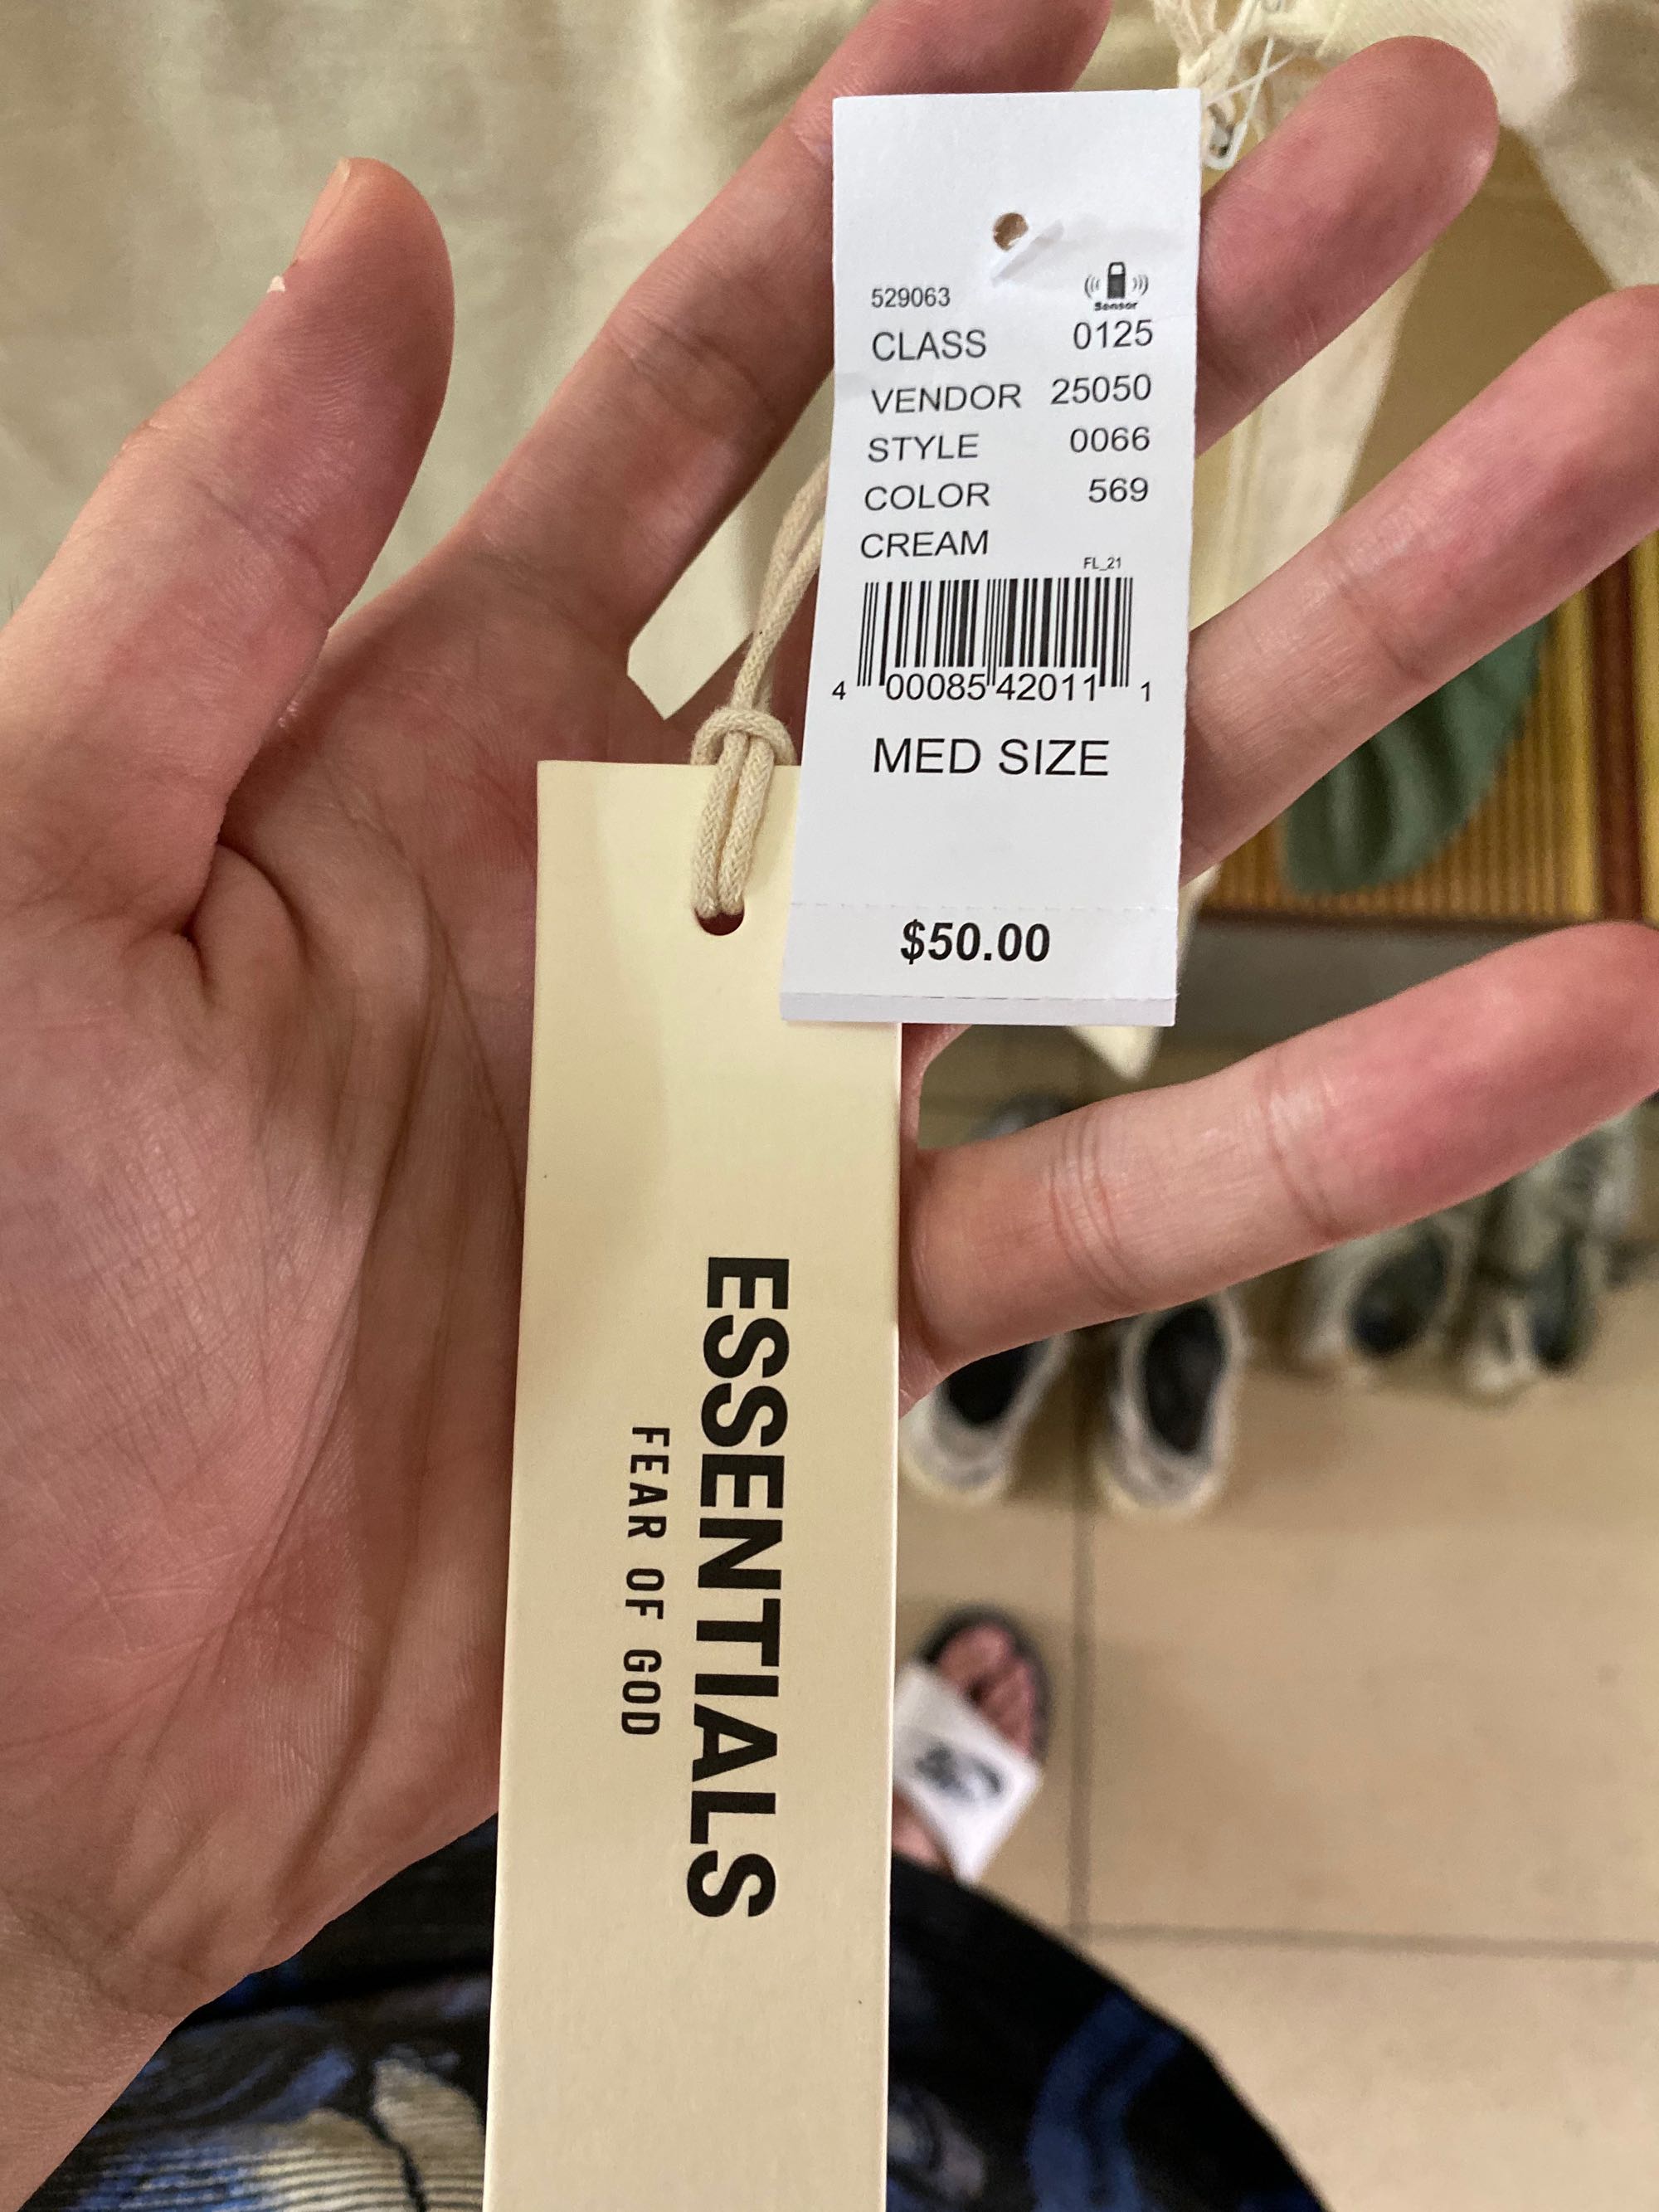 529063
Sensor
CLASS 0125
VENDOR 25050
STYLE 0066
COLOR 569
CREAM
FL_21
4 00085 42011 1
MED SIZE
$50.00
ESSENTIALS
FEAR OF GOD